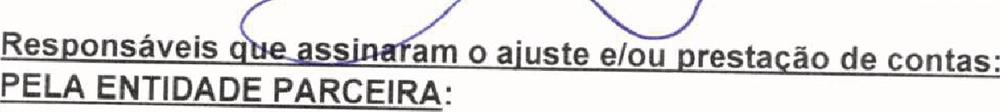 Responsáveis que assinaram o ajuste e/ou prestação de contas:
PELA ENTIDADE PARCEIRA: